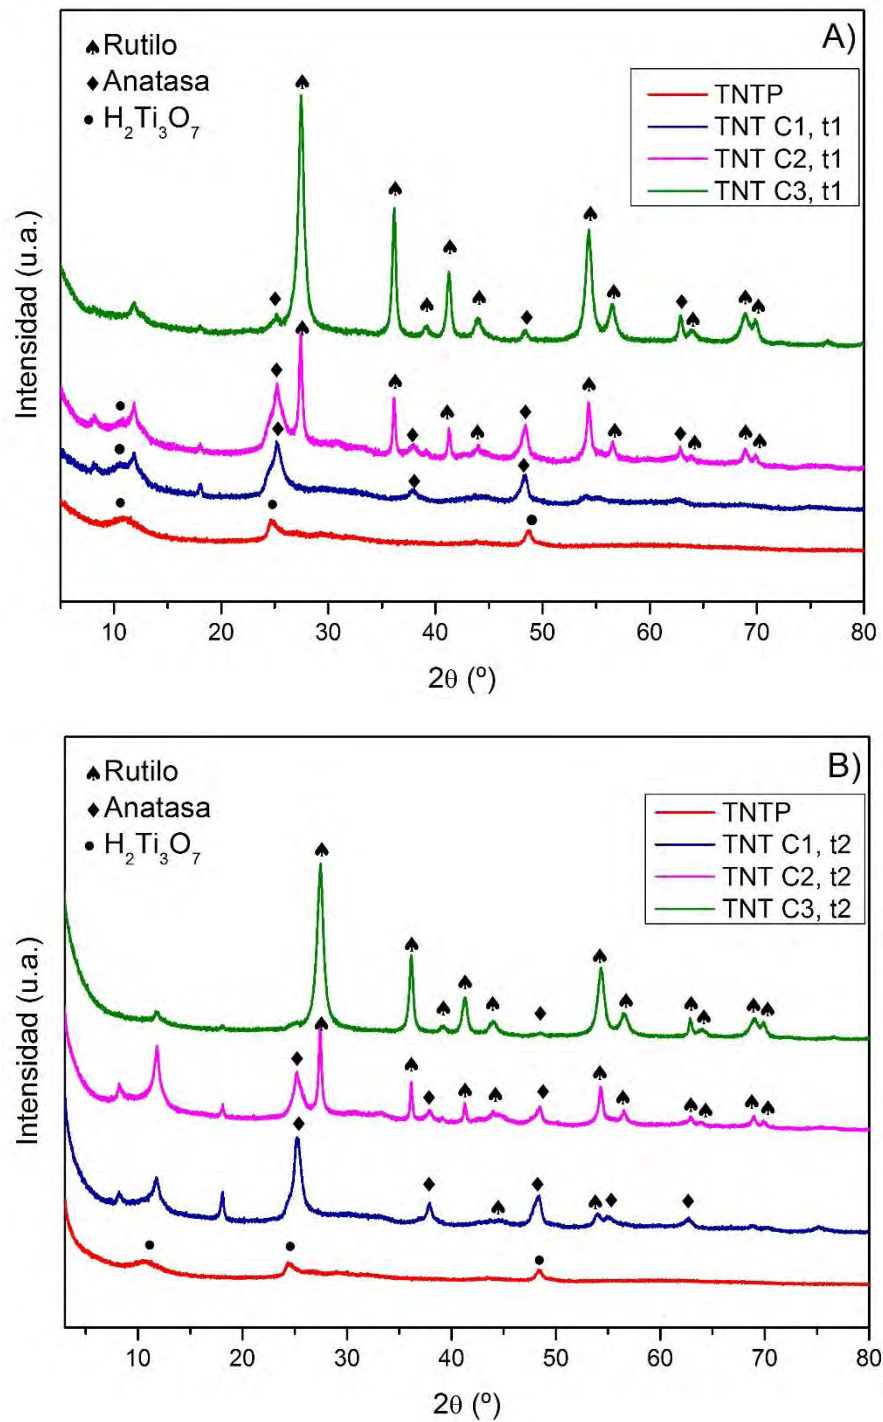 A)
♠Rutilo
♦Anatasa
●H₂Ti₃O₇
TNTP
TNT C1, t1
TNT C2, t1
TNT C3, t1
Intensidad (u.a.)
10 20 30 40 50 60 70 80
2θ (º)
B)
♠Rutilo
♦Anatasa
●H₂Ti₃O₇
TNTP
TNT C1, t2
TNT C2, t2
TNT C3, t2
Intensidad (u.a.)
10 20 30 40 50 60 70 80
2θ (º)